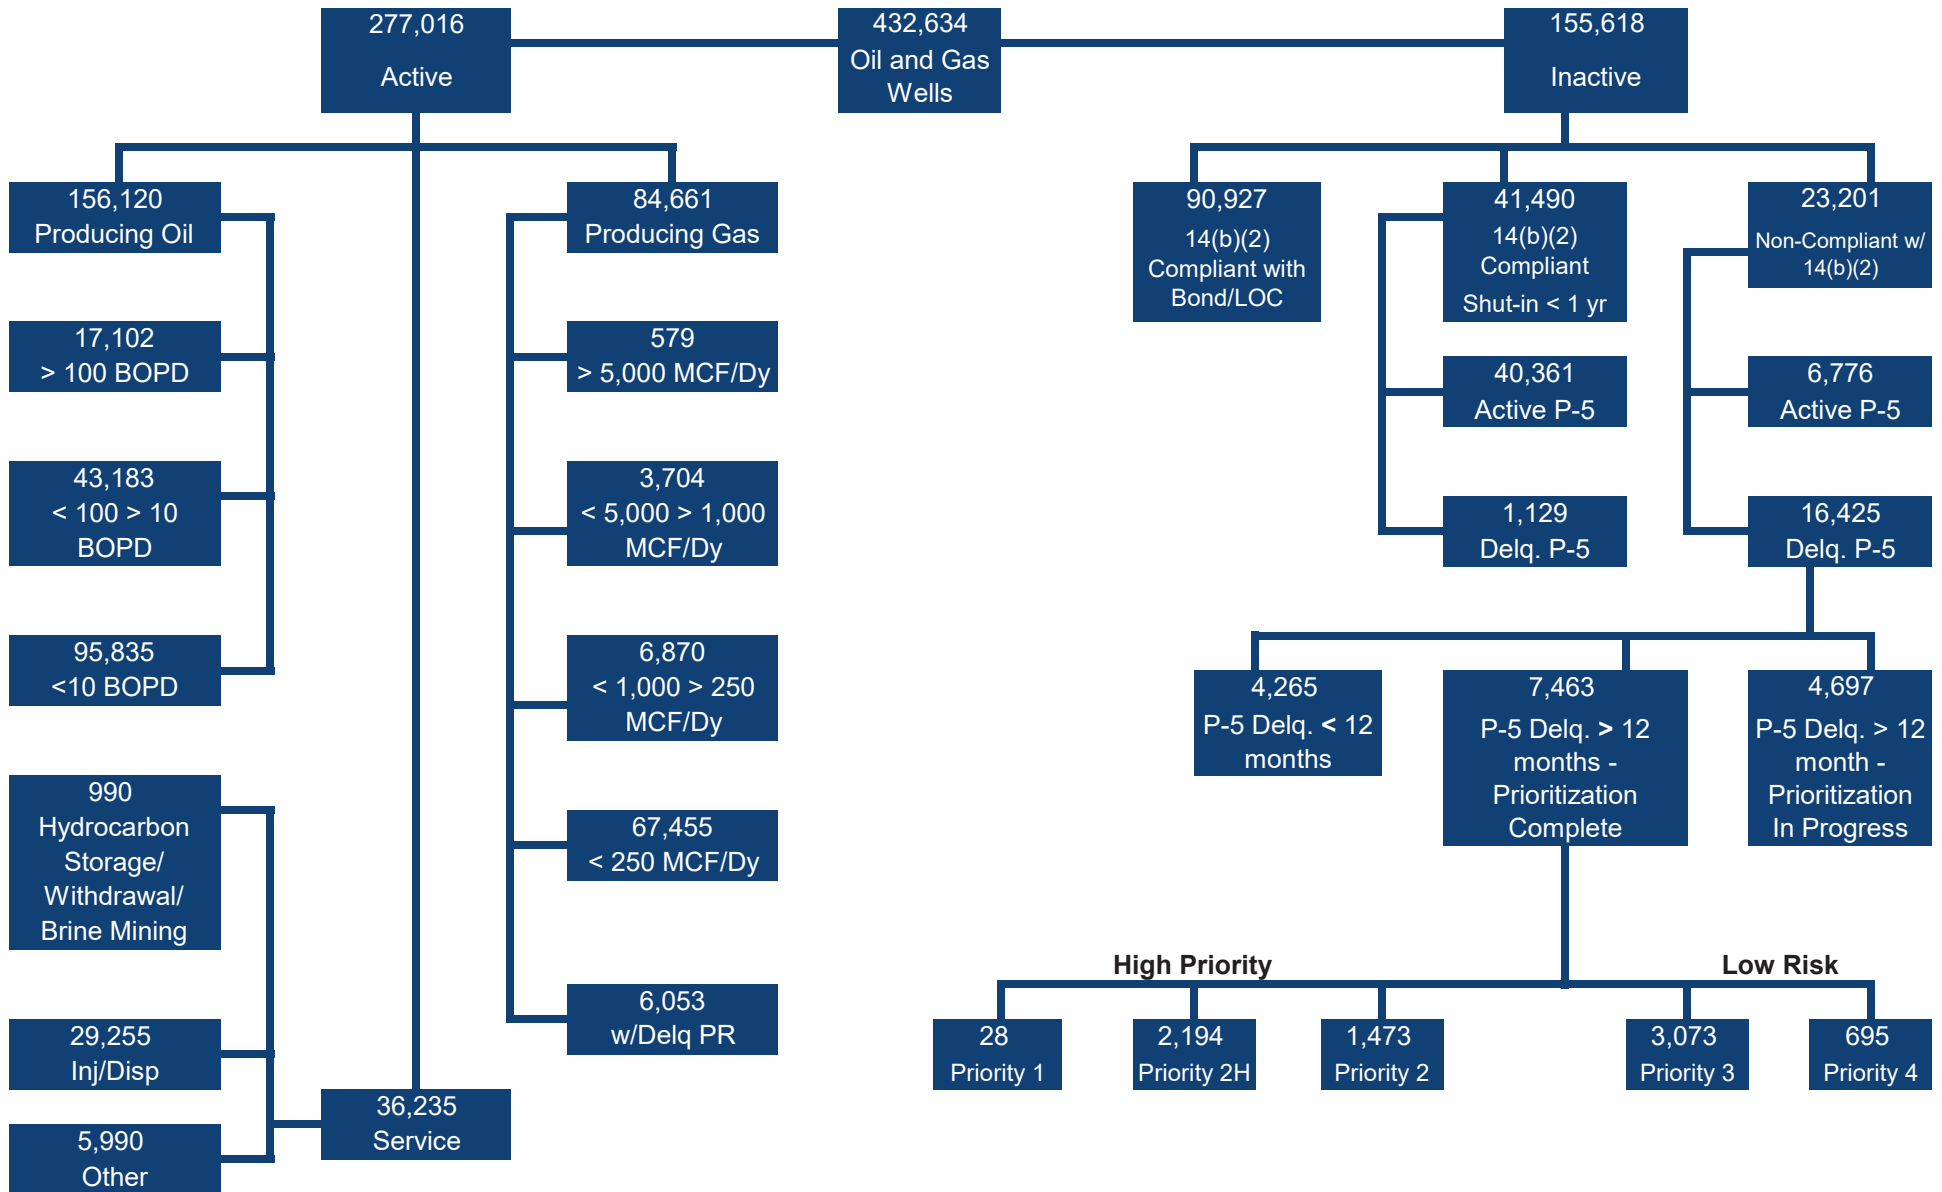 277,016
Active
432,634
Oil and Gas
Wells
155,618
Inactive
156,120
Producing Oil
17,102
> 100 BOPD
43,183
< 100 > 10
BOPD
95,835
<10 BOPD
990
Hydrocarbon
Storage/
Withdrawal/
Brine Mining
29,255
Inj/Disp
5,990
Other
36,235
Service
84,661
Producing Gas
579
> 5,000 MCF/Dy
3,704
< 5,000 > 1,000
MCF/Dy
6,870
< 1,000 > 250
MCF/Dy
67,455
< 250 MCF/Dy
6,053
w/Delq PR
90,927
14(b)(2)
Compliant with
Bond/LOC
41,490
14(b)(2)
Compliant
Shut-in < 1 yr
40,361
Active P-5
1,129
Delq. P-5
23,201
Non-Compliant w/
14(b)(2)
6,776
Active P-5
16,425
Delq. P-5
4,265
P-5 Delq. < 12
months
7,463
P-5 Delq. > 12
months -
Prioritization
Complete
4,697
P-5 Delq. > 12
month -
Prioritization
In Progress
High Priority
Low Risk
28
Priority 1
2,194
Priority 2H
1,473
Priority 2
3,073
Priority 3
695
Priority 4